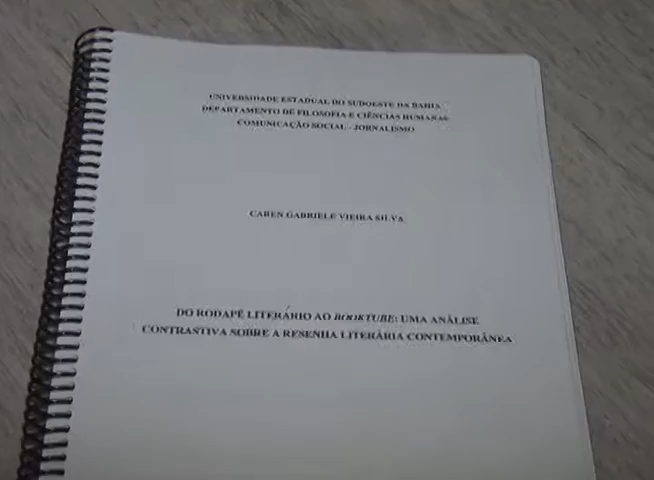 UNIVERSIDADE ESTADUAL DO SUDOESTE DA BAHIA
DEPARTAMENTO DE FILOSOFIA E CIÊNCIAS HUMANAS
COMUNICAÇÃO SOCIAL - JORNALISMO
CAREN GABRIELE VIEIRA SILVA
DO RODAPÉ LITERÁRIO AO BOOKTUBE: UMA ANÁLISE
CONTRASTIVA SOBRE A RESENHA LITERÁRIA CONTEMPORÂNEA